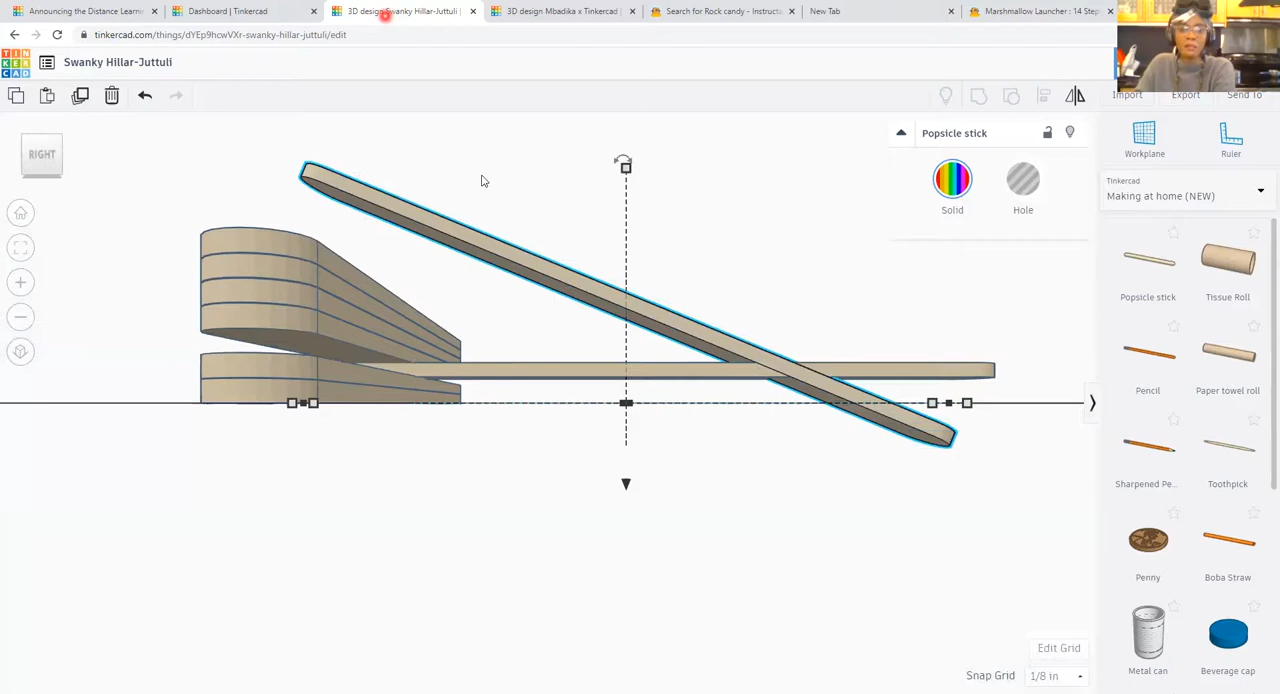 Announcing the Distance Learni
Dashboard | Tinkercad
3D design Swanky Hillar-Juttuli |
3D design Mbadika x Tinkercad |
Search for Rock candy - Instructa
New Tab
Marshmallow Launcher : 14 Step
tinkercad.com/things/dYEp9hcwVXr-swanky-hillar-juttuli/edit
TIN
KER
CAD
Swanky Hillar-Juttuli
Import
Export
Send To
RIGHT
Popsicle stick
Solid
Hole
Workplane
Ruler
Tinkercad
Making at home (NEW)
Popsicle stick
Tissue Roll
Pencil
Paper towel roll
Sharpened Pe...
Toothpick
Penny
Boba Straw
Metal can
Beverage cap
Edit Grid
Snap Grid
1/8 in